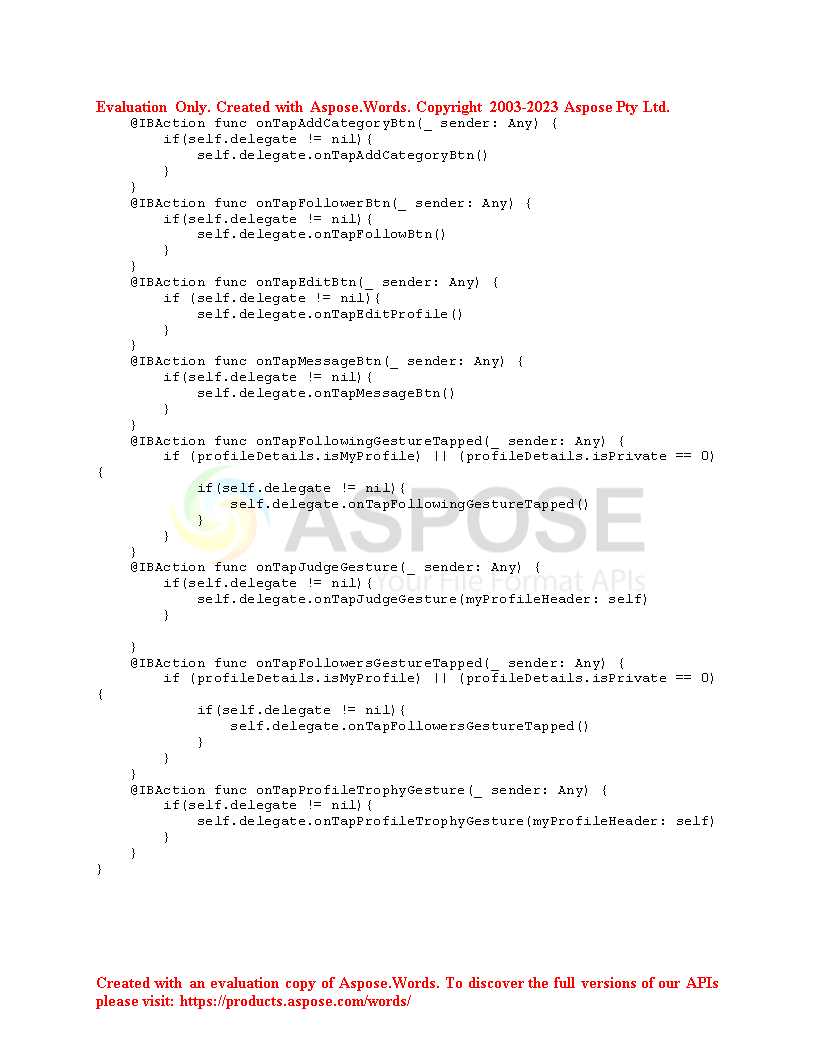 Evaluation Only. Created with Aspose.Words. Copyright 2003-2023 Aspose Pty Ltd.
    @IBAction func onTapAddCategoryBtn(_ sender: Any) {
        if(self.delegate != nil){
            self.delegate.onTapAddCategoryBtn()
        }
    }
    @IBAction func onTapFollowerBtn(_ sender: Any) {
        if(self.delegate != nil){
            self.delegate.onTapFollowBtn()
        }
    }
    @IBAction func onTapEditBtn(_ sender: Any) {
        if (self.delegate != nil){
            self.delegate.onTapEditProfile()
        }
    }
    @IBAction func onTapMessageBtn(_ sender: Any) {
        if(self.delegate != nil){
            self.delegate.onTapMessageBtn()
        }
    }
    @IBAction func onTapFollowingGestureTapped(_ sender: Any) {
        if (profileDetails.isMyProfile) || (profileDetails.isPrivate == 0)
{
            if(self.delegate != nil){
                self.delegate.onTapFollowingGestureTapped()
            }
        }
    }
ASPOSE
    @IBAction func onTapJudgeGesture(_ sender: Any) {
        if(self.delegate != nil){
Your File Format APIs
            self.delegate.onTapJudgeGesture(myProfileHeader: self)
        }

    }
    @IBAction func onTapFollowersGestureTapped(_ sender: Any) {
        if (profileDetails.isMyProfile) || (profileDetails.isPrivate == 0)
{
            if(self.delegate != nil){
                self.delegate.onTapFollowersGestureTapped()
            }
        }
    }
    @IBAction func onTapProfileTrophyGesture(_ sender: Any) {
        if(self.delegate != nil){
            self.delegate.onTapProfileTrophyGesture(myProfileHeader: self)
        }
    }
}
Created with an evaluation copy of Aspose.Words. To discover the full versions of our APIs
please visit: https://products.aspose.com/words/